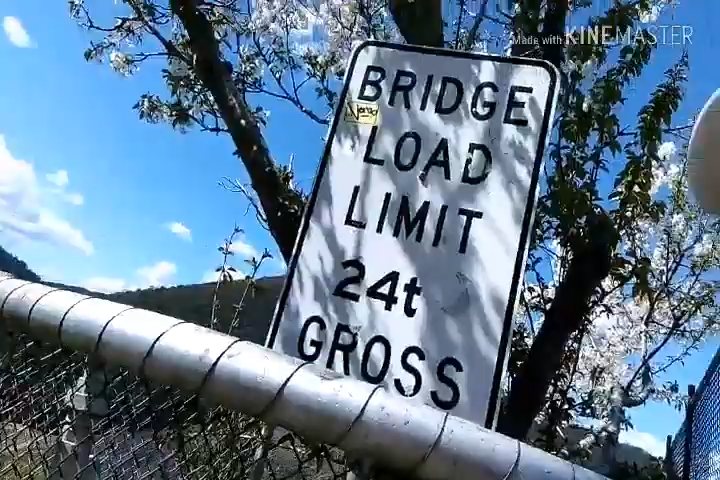 Made with KINEMASTER
BRIDGE
LOAD
LIMIT
24t
GROSS